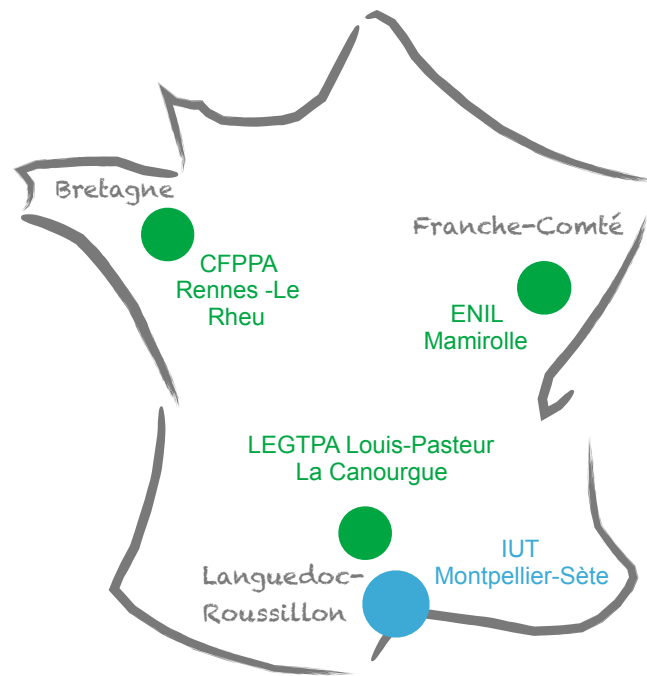 Bretagne
CFPPA
Rennes -Le
Rheu
Franche-Comté
ENIL
Mamirolle
LEGTPA Louis-Pasteur
La Canourgue
IUT
Montpellier-Sète
Languedoc-
Roussillon